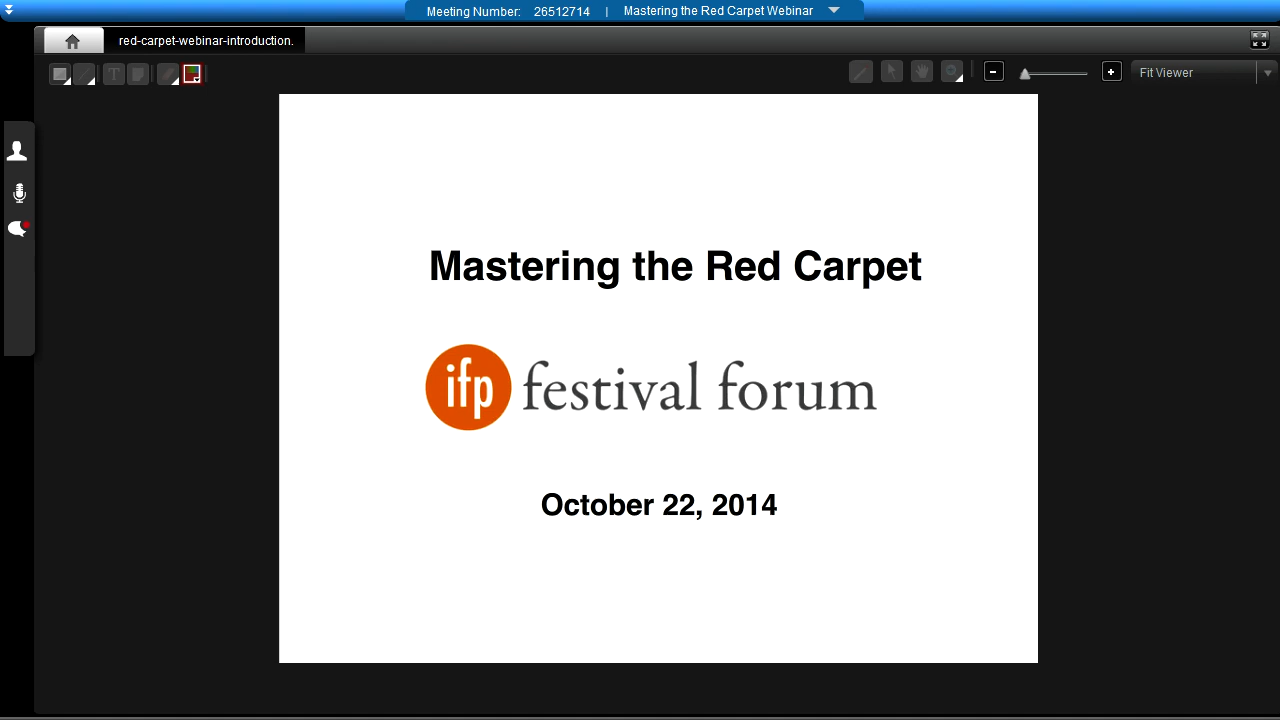 Meeting Number: 26512714 | Mastering the Red Carpet Webinar
red-carpet-webinar-introduction.
T
Fit Viewer
Mastering the Red Carpet
ifp festival forum
October 22, 2014